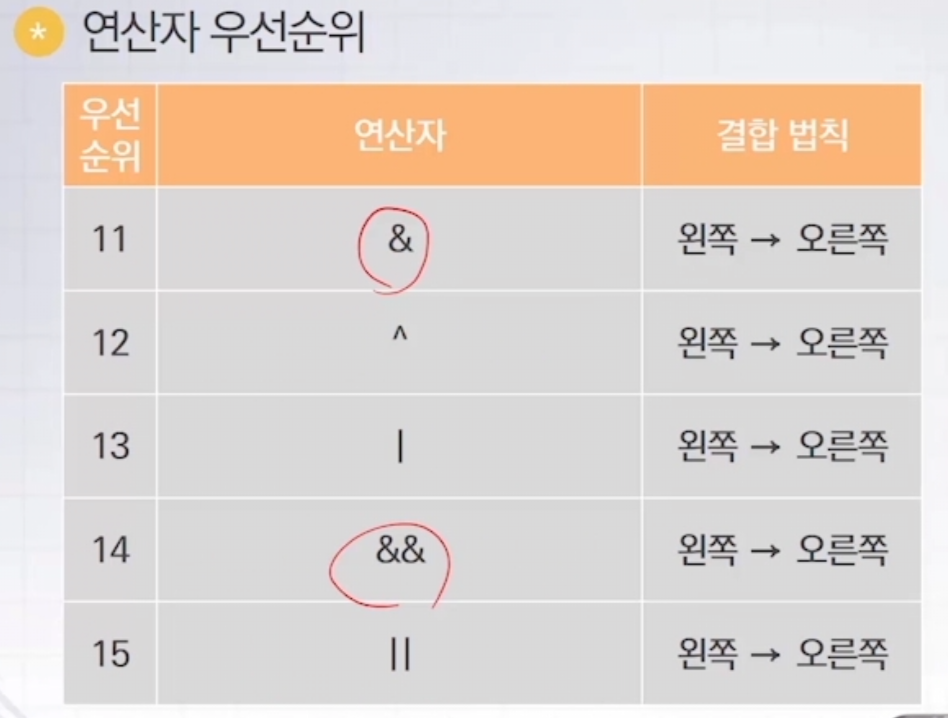 * 연산자 우선순위
우선
순위
연산자
결합 법칙
11 & 왼쪽 → 오른쪽
12 ^ 왼쪽 → 오른쪽
13 | 왼쪽 → 오른쪽
14 && 왼쪽 → 오른쪽
15 || 왼쪽 → 오른쪽